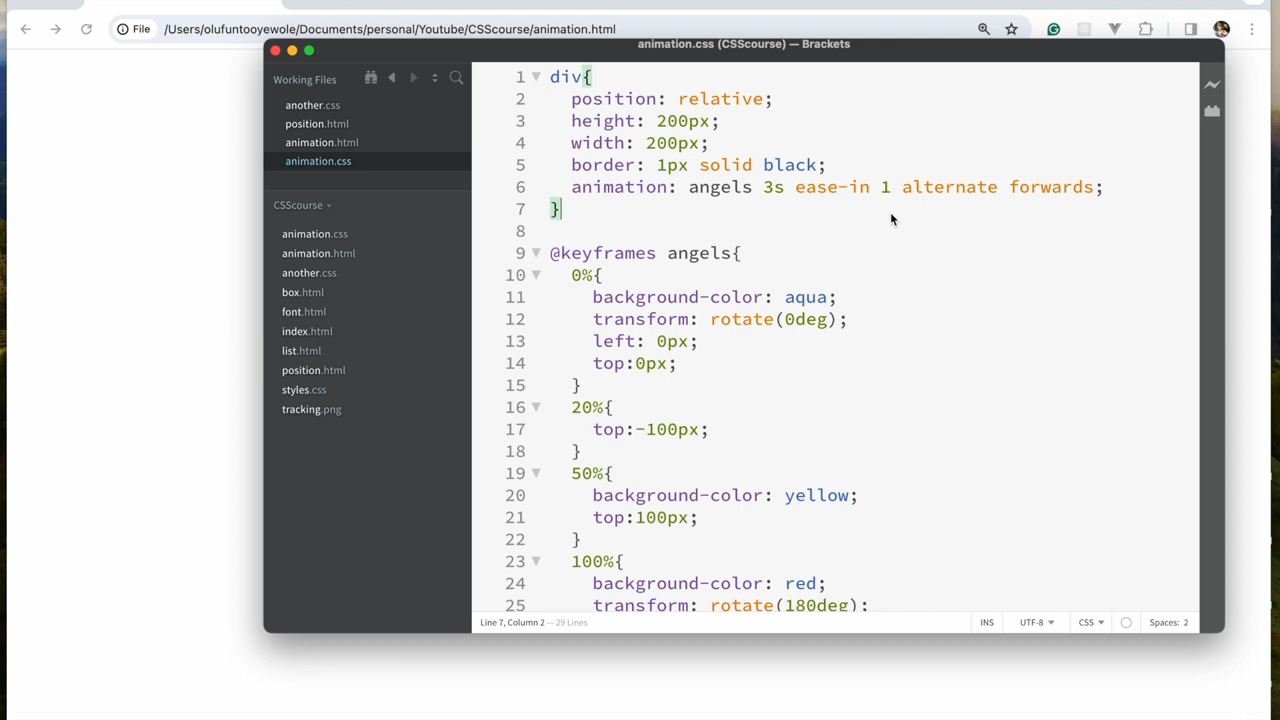 File
/Users/olufuntooyewole/Documents/personal/Youtube/CSScourse/animation.html
animation.css (CSScourse) — Brackets
Working Files
another.css
position.html
animation.html
animation.css
CSScourse
animation.css
animation.html
another.css
box.html
font.html
index.html
list.html
position.html
styles.css
tracking.png
1 div{
2 position: relative;
3 height: 200px;
4 width: 200px;
5 border: 1px solid black;
6 animation: angels 3s ease-in 1 alternate forwards;
7 }
8
9 @keyframes angels{
10 0%{
11 background-color: aqua;
12 transform: rotate(0deg);
13 left: 0px;
14 top:0px;
15 }
16 20%{
17 top:-100px;
18 }
19 50%{
20 background-color: yellow;
21 top:100px;
22 }
23 100%{
24 background-color: red;
25 transform: rotate(180deg);
Line 7, Column 2 — 29 Lines
INS
UTF-8
CSS
Spaces: 2